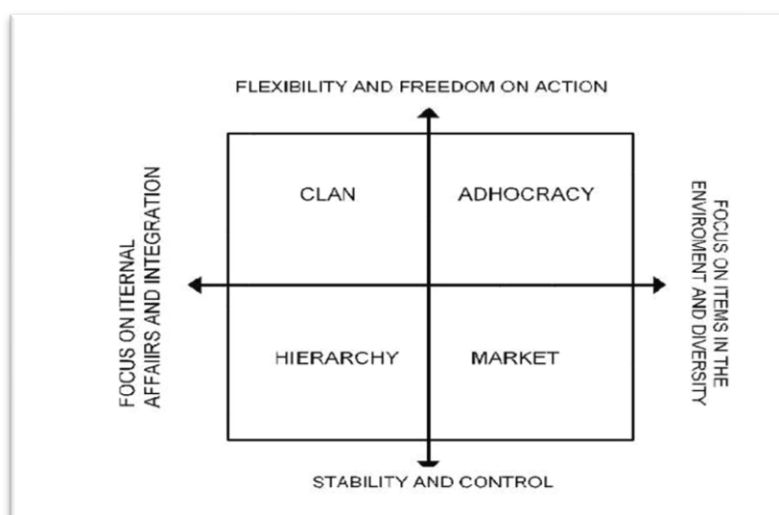 FLEXIBILITY AND FREEDOM ON ACTION
CLAN
ADHOCRACY
FOCUS ON ITERNAL
AFFAIIRS AND INTEGRATION
FOCUS ON ITEMS IN THE
ENVIROMENT AND DIVERSITY
HIERARCHY
MARKET
STABILITY AND CONTROL